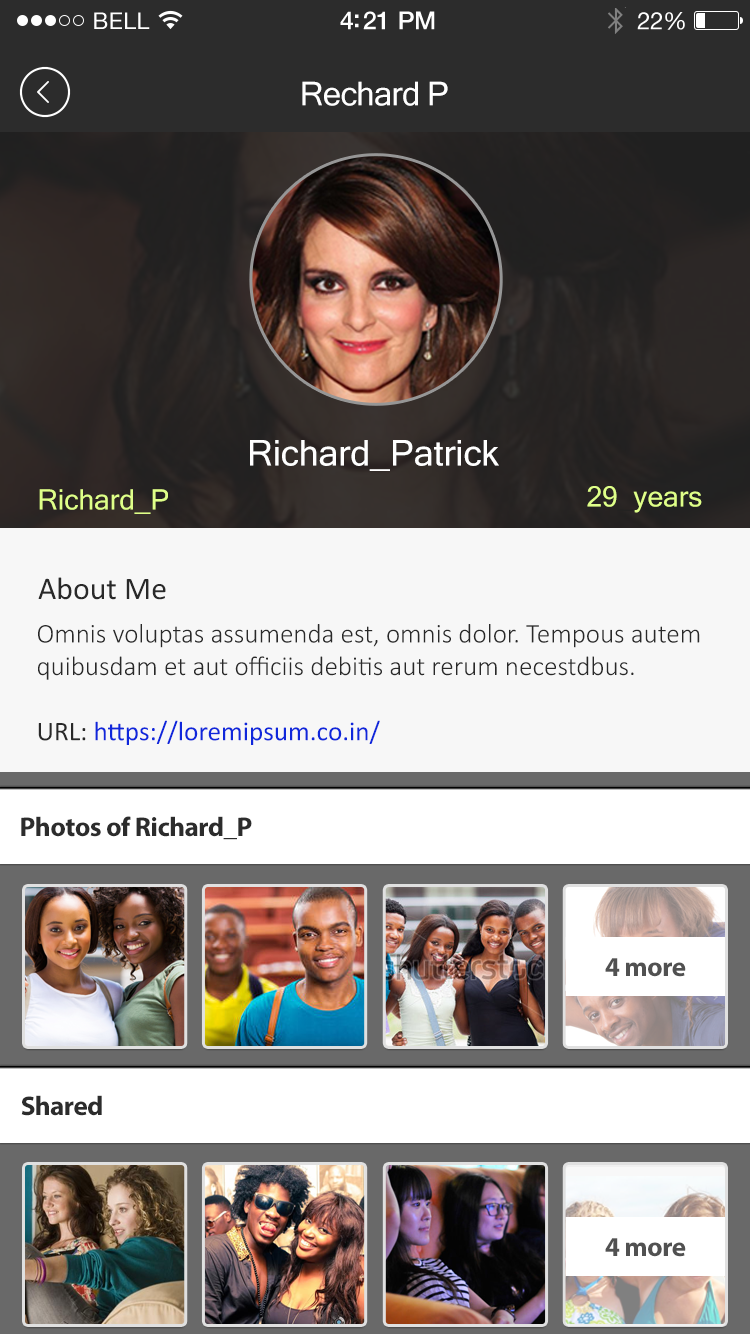 BELL 4:21 PM 22%
Rechard P
Richard_Patrick
Richard_P 29 years
About Me
Omnis voluptas assumenda est, omnis dolor. Tempous autem
quibusdam et aut officiis debitis aut rerum necestdbus.
URL: https://loremipsum.co.in/
Photos of Richard_P
shutterstock
4 more
Shared
4 more